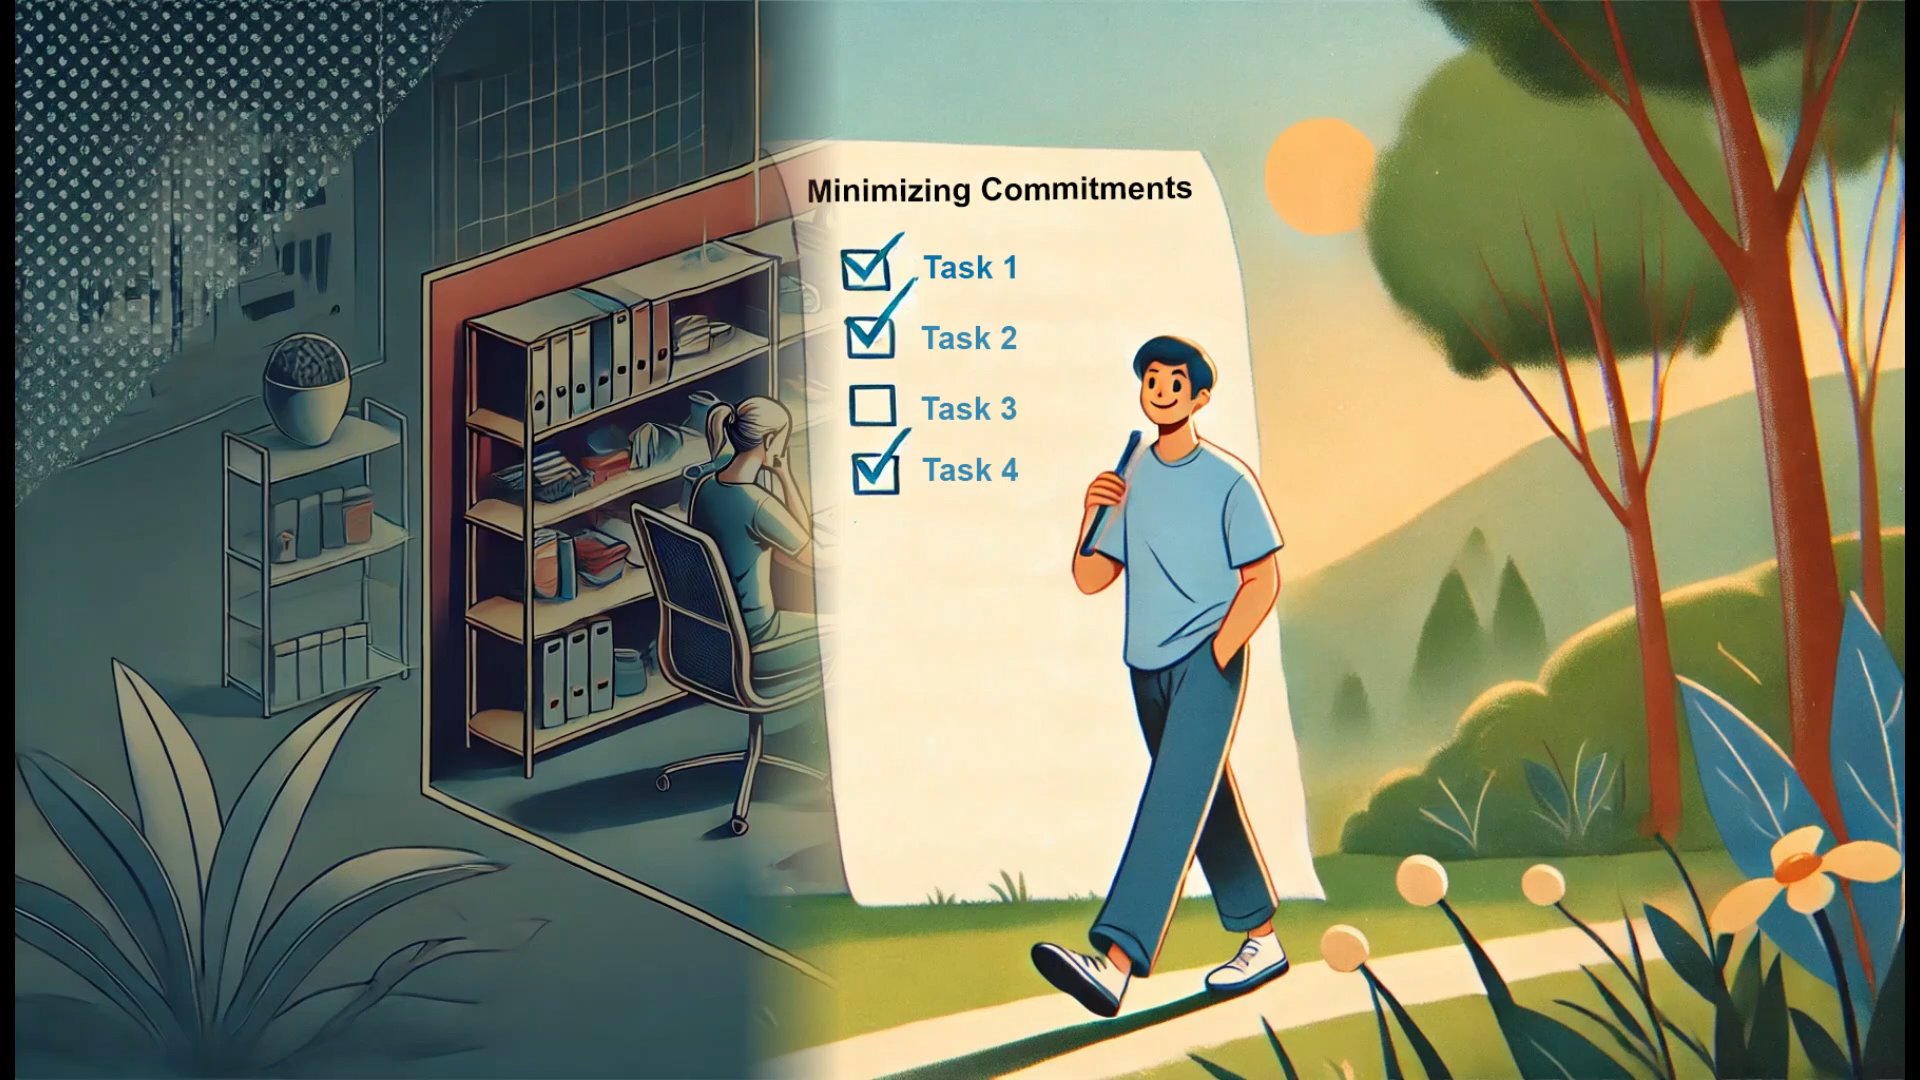 Minimizing Commitments
Task 1
Task 2
Task 3
Task 4